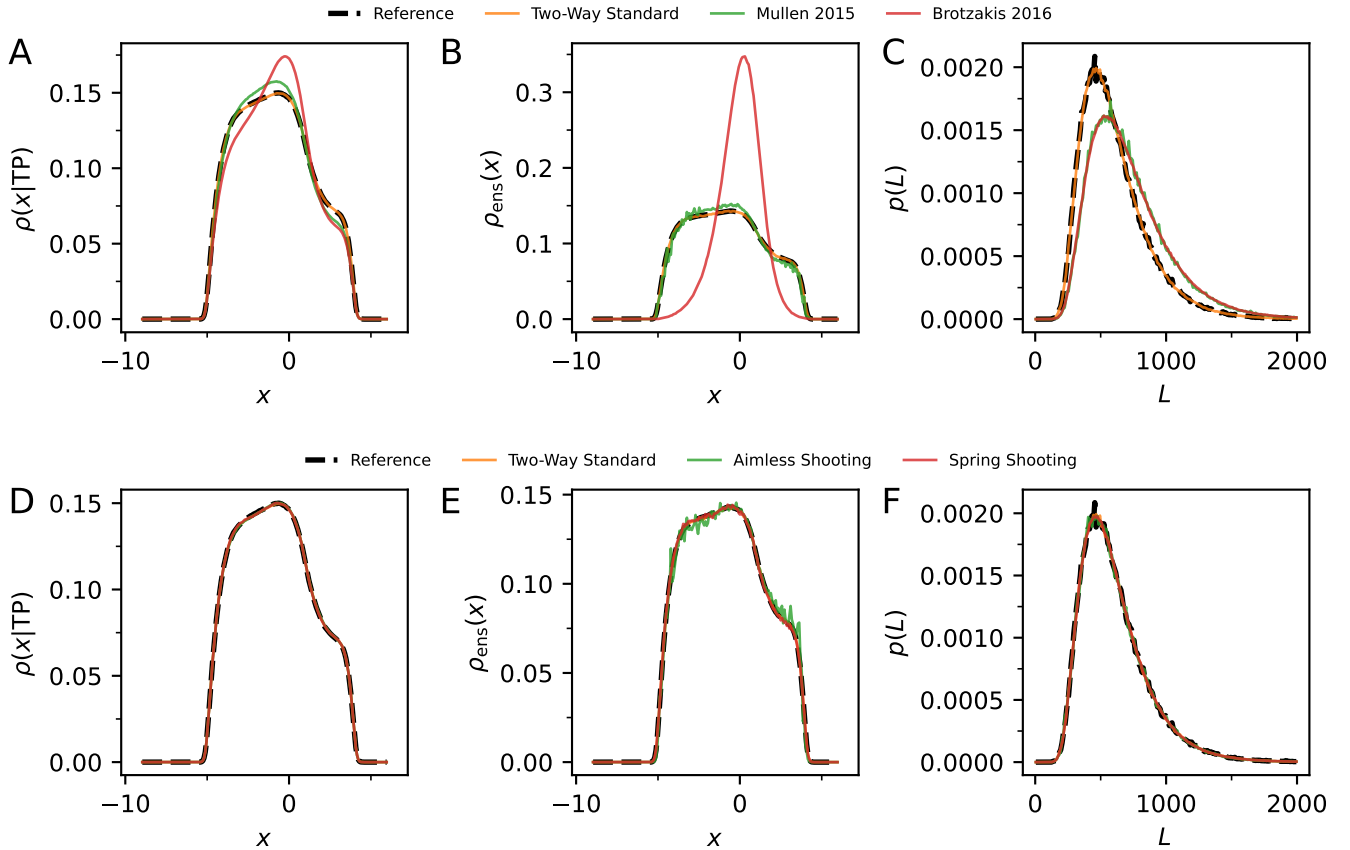 Reference Two-Way Standard Mullen 2015 Brotzakis 2016
A B C
0.15
0.10
0.05
0.00
ρ(x|TP)
−10 0
x
0.3
0.2
0.1
0.0
ρens(x)
−10 0
x
0.0020
0.0015
0.0010
0.0005
0.0000
p(L)
0 1000 2000
L
Reference Two-Way Standard Aimless Shooting Spring Shooting
D E F
0.15
0.10
0.05
0.00
ρ(x|TP)
−10 0
x
0.15
0.10
0.05
0.00
ρens(x)
−10 0
x
0.0020
0.0015
0.0010
0.0005
0.0000
p(L)
0 1000 2000
L